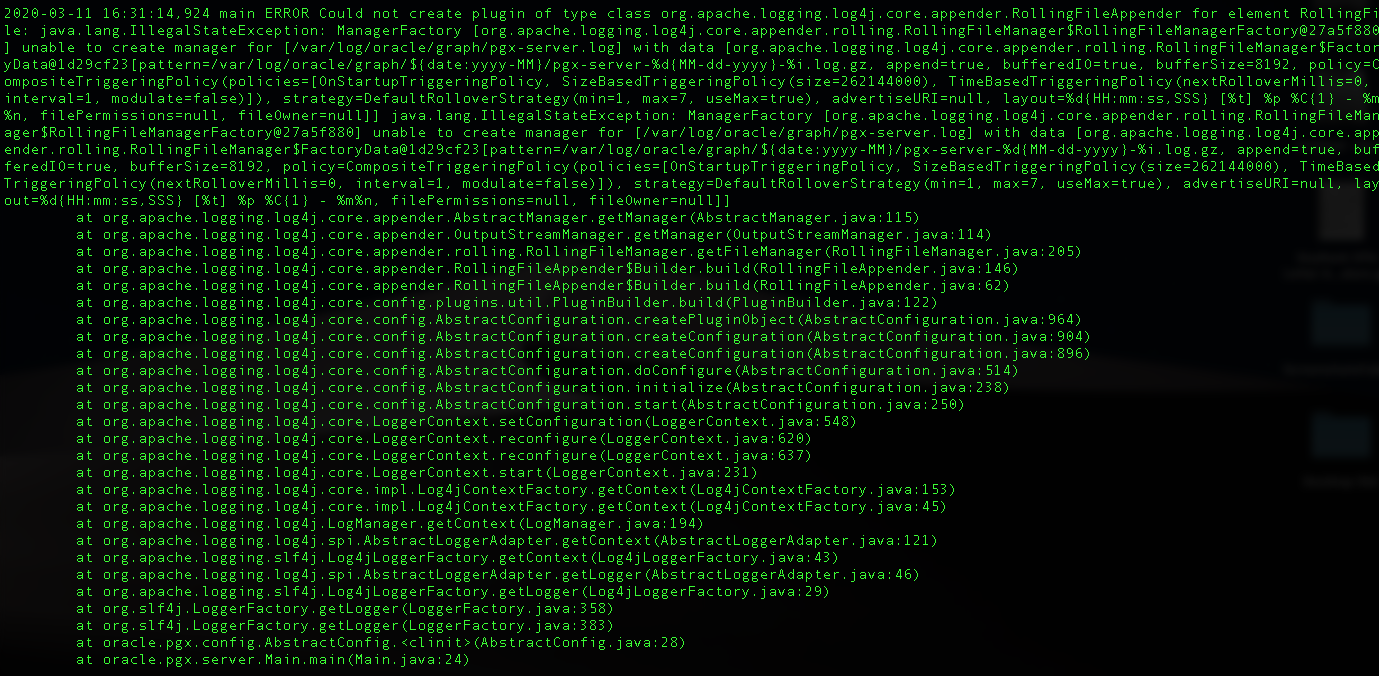 2020-03-11 16:31:14,924 main ERROR Could not create plugin of type class org.apache.logging.log4j.core.appender.RollingFileAppender for element RollingFi
le: java.lang.IllegalStateException: ManagerFactory [org.apache.logging.log4j.core.appender.rolling.RollingFileManager$RollingFileManagerFactory@27a5f880
] unable to create manager for [/var/log/oracle/graph/pgx-server.log] with data [org.apache.logging.log4j.core.appender.rolling.RollingFileManager$Factor
yData@1d29cf23[pattern=/var/log/oracle/graph/${date:yyyy-MM}/pgx-server-%d{MM-dd-yyyy}-%i.log.gz, append=true, bufferedIO=true, bufferSize=8192, policy=C
ompositeTriggeringPolicy(policies=[OnStartupTriggeringPolicy, SizeBasedTriggeringPolicy(size=262144000), TimeBasedTriggeringPolicy(nextRolloverMillis=0,
interval=1, modulate=false)]), strategy=DefaultRolloverStrategy(min=1, max=7, useMax=true), advertiseURI=null, layout=%d{HH:mm:ss,SSS} [%t] %p %C{1} - %m
%n, filePermissions=null, fileOwner=null]] java.lang.IllegalStateException: ManagerFactory [org.apache.logging.log4j.core.appender.rolling.RollingFileMan
ager$RollingFileManagerFactory@27a5f880] unable to create manager for [/var/log/oracle/graph/pgx-server.log] with data [org.apache.logging.log4j.core.app
ender.rolling.RollingFileManager$FactoryData@1d29cf23[pattern=/var/log/oracle/graph/${date:yyyy-MM}/pgx-server-%d{MM-dd-yyyy}-%i.log.gz, append=true, buf
feredIO=true, bufferSize=8192, policy=CompositeTriggeringPolicy(policies=[OnStartupTriggeringPolicy, SizeBasedTriggeringPolicy(size=262144000), TimeBased
TriggeringPolicy(nextRolloverMillis=0, interval=1, modulate=false)]), strategy=DefaultRolloverStrategy(min=1, max=7, useMax=true), advertiseURI=null, lay
out=%d{HH:mm:ss,SSS} [%t] %p %C{1} - %m%n, filePermissions=null, fileOwner=null]]
at org.apache.logging.log4j.core.appender.AbstractManager.getManager(AbstractManager.java:115)
at org.apache.logging.log4j.core.appender.OutputStreamManager.getManager(OutputStreamManager.java:114)
at org.apache.logging.log4j.core.appender.rolling.RollingFileManager.getFileManager(RollingFileManager.java:205)
at org.apache.logging.log4j.core.appender.RollingFileAppender$Builder.build(RollingFileAppender.java:146)
at org.apache.logging.log4j.core.appender.RollingFileAppender$Builder.build(RollingFileAppender.java:62)
at org.apache.logging.log4j.core.config.plugins.util.PluginBuilder.build(PluginBuilder.java:122)
at org.apache.logging.log4j.core.config.AbstractConfiguration.createPluginObject(AbstractConfiguration.java:964)
at org.apache.logging.log4j.core.config.AbstractConfiguration.createConfiguration(AbstractConfiguration.java:904)
at org.apache.logging.log4j.core.config.AbstractConfiguration.createConfiguration(AbstractConfiguration.java:896)
at org.apache.logging.log4j.core.config.AbstractConfiguration.doConfigure(AbstractConfiguration.java:514)
at org.apache.logging.log4j.core.config.AbstractConfiguration.initialize(AbstractConfiguration.java:238)
at org.apache.logging.log4j.core.config.AbstractConfiguration.start(AbstractConfiguration.java:250)
at org.apache.logging.log4j.core.LoggerContext.setConfiguration(LoggerContext.java:548)
at org.apache.logging.log4j.core.LoggerContext.reconfigure(LoggerContext.java:620)
at org.apache.logging.log4j.core.LoggerContext.reconfigure(LoggerContext.java:637)
at org.apache.logging.log4j.core.LoggerContext.start(LoggerContext.java:231)
at org.apache.logging.log4j.core.impl.Log4jContextFactory.getContext(Log4jContextFactory.java:153)
at org.apache.logging.log4j.core.impl.Log4jContextFactory.getContext(Log4jContextFactory.java:45)
at org.apache.logging.log4j.LogManager.getContext(LogManager.java:194)
at org.apache.logging.log4j.spi.AbstractLoggerAdapter.getContext(AbstractLoggerAdapter.java:121)
at org.apache.logging.slf4j.Log4jLoggerFactory.getContext(Log4jLoggerFactory.java:43)
at org.apache.logging.log4j.spi.AbstractLoggerAdapter.getLogger(AbstractLoggerAdapter.java:46)
at org.apache.logging.slf4j.Log4jLoggerFactory.getLogger(Log4jLoggerFactory.java:29)
at org.slf4j.LoggerFactory.getLogger(LoggerFactory.java:358)
at org.slf4j.LoggerFactory.getLogger(LoggerFactory.java:383)
at oracle.pgx.config.AbstractConfig.<clinit>(AbstractConfig.java:28)
at oracle.pgx.server.Main.main(Main.java:24)